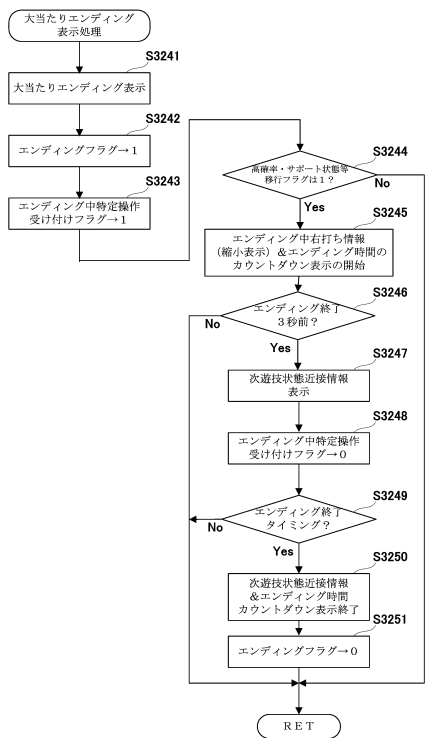 大当たりエンディング
表示処理
S3241
大当たりエンディング表示
S3242
エンディングフラグ→1
S3243
エンディング中特定操作
受け付けフラグ→1
S3244
高確率・サポート状態等
移行フラグは1？
No
Yes
S3245
エンディング中右打ち情報
（縮小表示）＆エンディング時間の
カウントダウン表示の開始
S3246
エンディング終了
3秒前？
No
Yes
S3247
次遊技状態近接情報
表示
S3248
エンディング中特定操作
受け付けフラグ→0
S3249
エンディング終了
タイミング？
No
Yes
S3250
次遊技状態近接情報
＆エンディング時間
カウントダウン表示終了
S3251
エンディングフラグ→0
RET